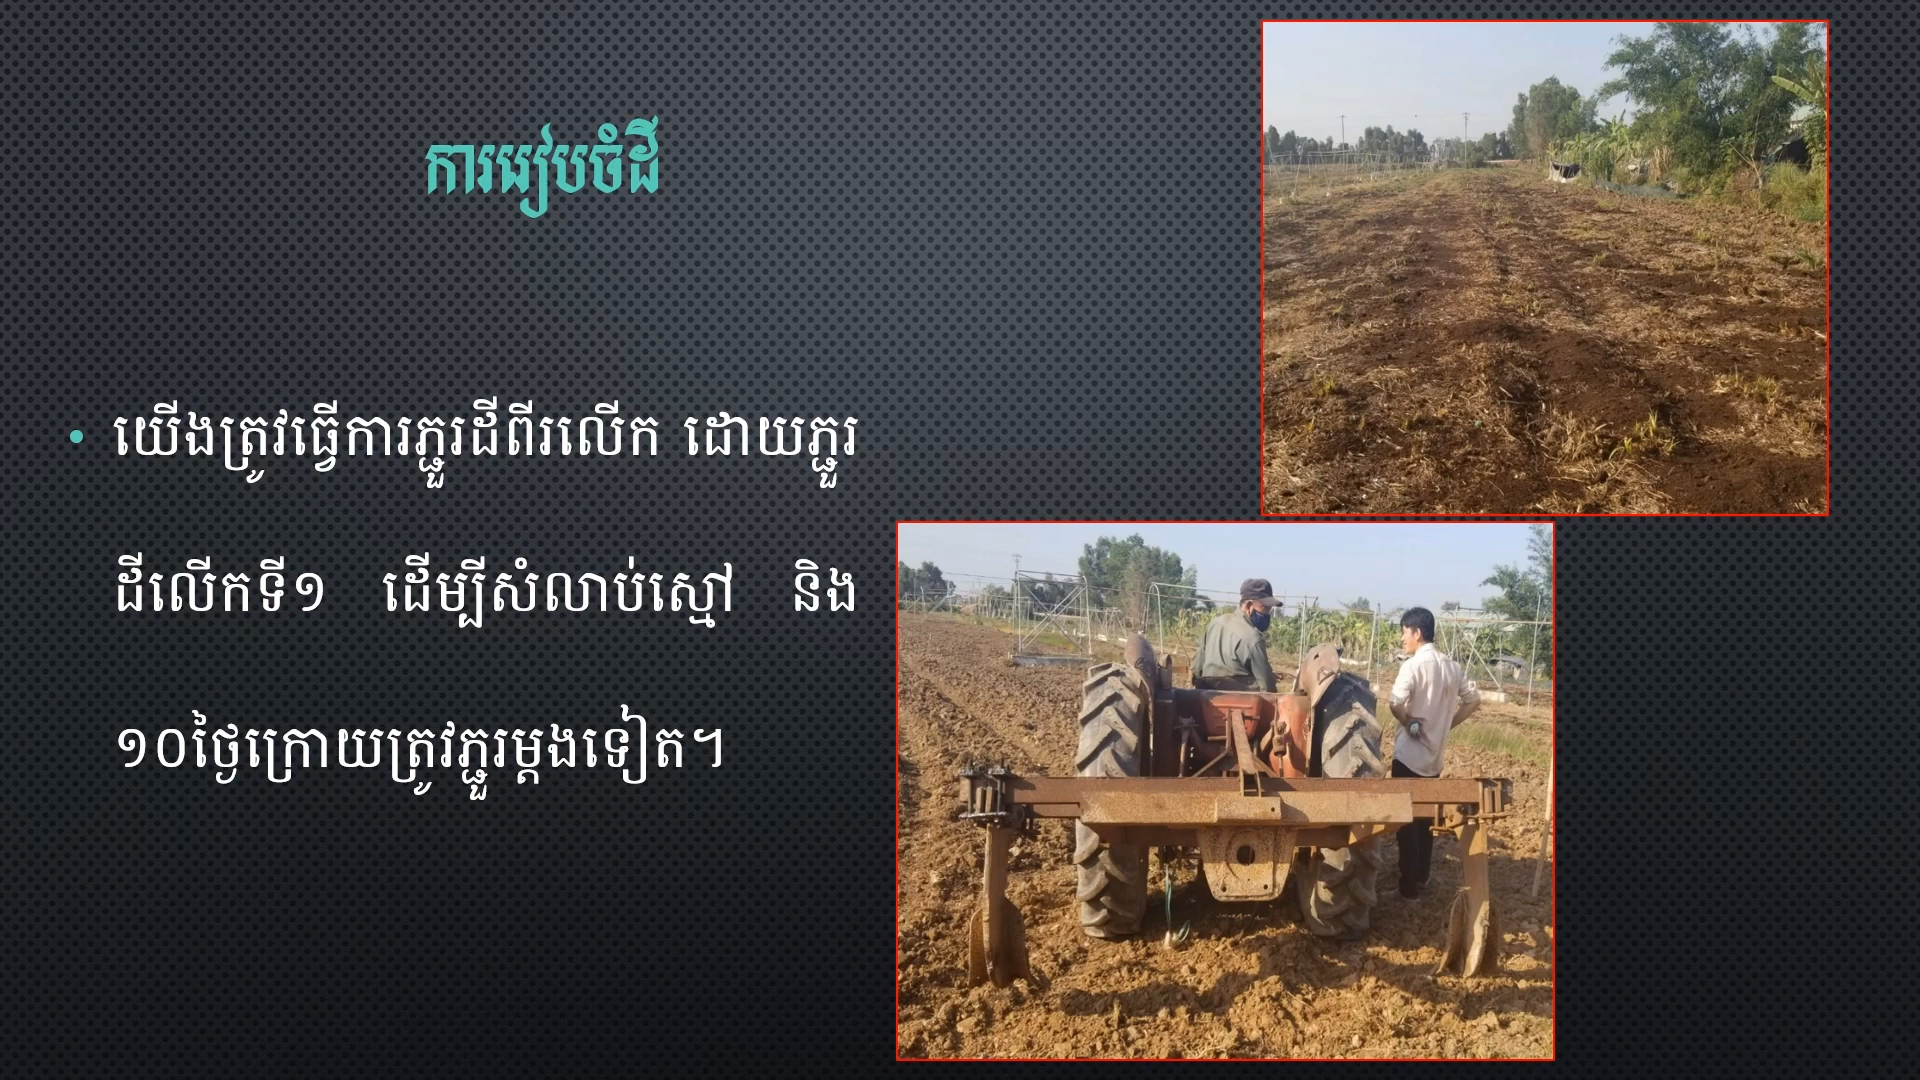 ការរៀបចំដី
• យើងត្រូវធ្វើការភ្ជួរដីពីរលើក ដោយភ្ជួរ
ដីលើកទី១ ដើម្បីសំលាប់ស្មៅ និង
១០ថ្ងៃក្រោយត្រូវភ្ជួរម្ដងទៀត។